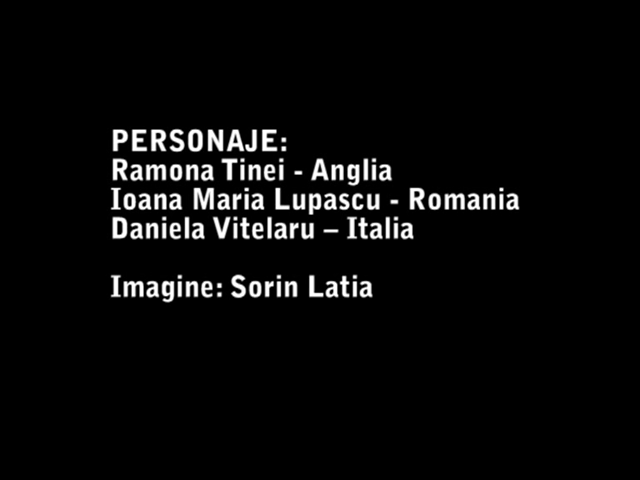 PERSONAJE:
Ramona Tinei - Anglia
Ioana Maria Lupascu - Romania
Daniela Vitelaru – Italia
Imagine: Sorin Latia